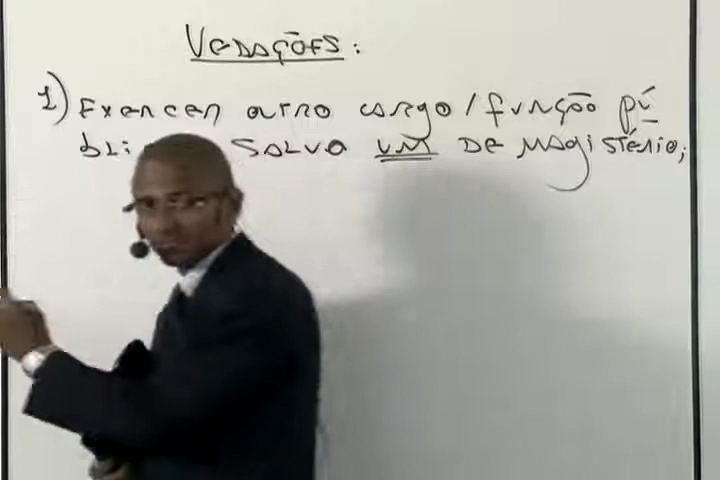 VEDAÇÕES:
1) Exercer outro cargo/função pú
bli salvo um de magistério;